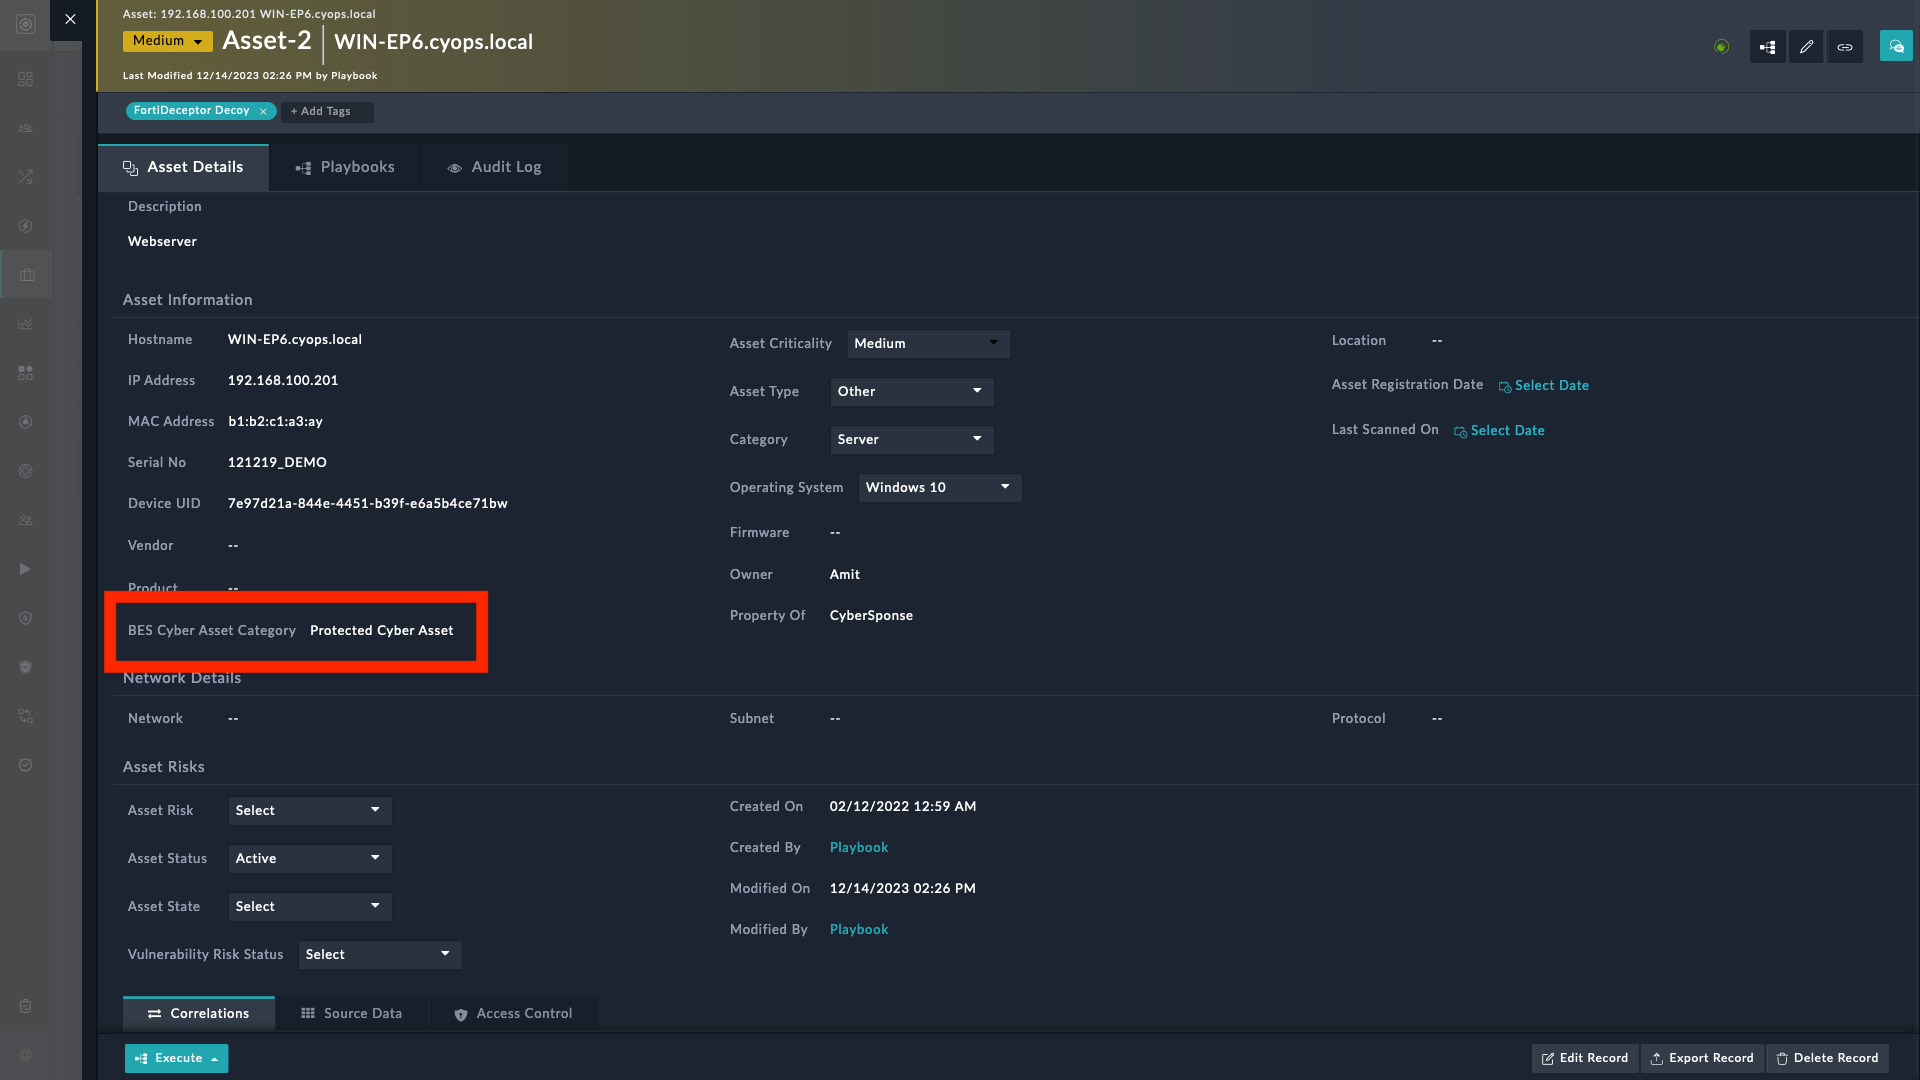 Asset: 192.168.100.201 WIN-EP6.cyops.local
Medium Asset-2 WIN-EP6.cyops.local
Last Modified 12/14/2023 02:26 PM by Playbook
FortiDeceptor Decoy × + Add Tags
Asset Details Playbooks Audit Log
Description
Webserver
Asset Information
Hostname WIN-EP6.cyops.local
IP Address 192.168.100.201
MAC Address b1:b2:c1:a3:ay
Serial No 121219_DEMO
Device UID 7e97d21a-844e-4451-b39f-e6a5b4ce71bw
Vendor --
Product --
BES Cyber Asset Category Protected Cyber Asset
Asset Criticality Medium
Asset Type Other
Category Server
Operating System Windows 10
Firmware --
Owner Amit
Property Of CyberSponse
Location --
Asset Registration Date Select Date
Last Scanned On Select Date
Network Details
Network -- Subnet -- Protocol --
Asset Risks
Asset Risk Select
Asset Status Active
Asset State Select
Vulnerability Risk Status Select
Created On 02/12/2022 12:59 AM
Created By Playbook
Modified On 12/14/2023 02:26 PM
Modified By Playbook
Correlations Source Data Access Control
Execute Edit Record Export Record Delete Record